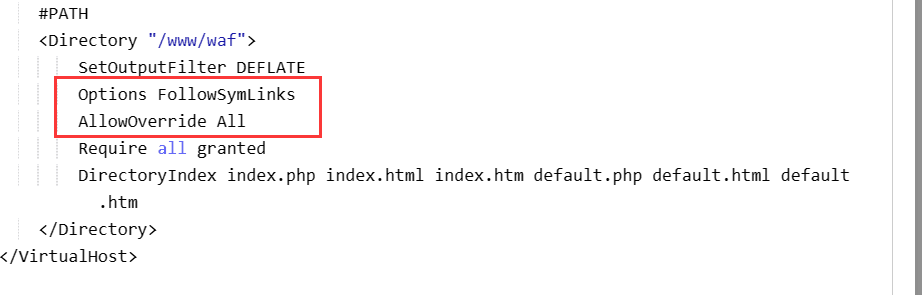 #PATH
<Directory "/www/waf">
SetOutputFilter DEFLATE
Options FollowSymLinks
AllowOverride All
Require all granted
DirectoryIndex index.php index.html index.htm default.php default.html default
.htm
</Directory>
</VirtualHost>